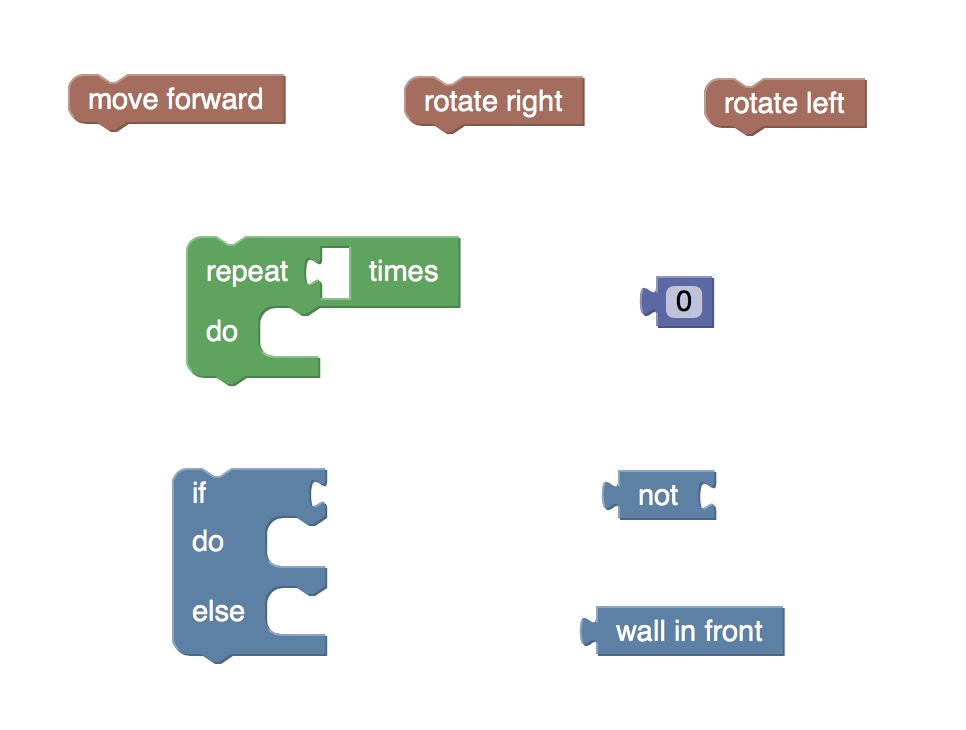 move forward
rotate right
rotate left
repeat times
0
do
if
not
do
else
wall in front